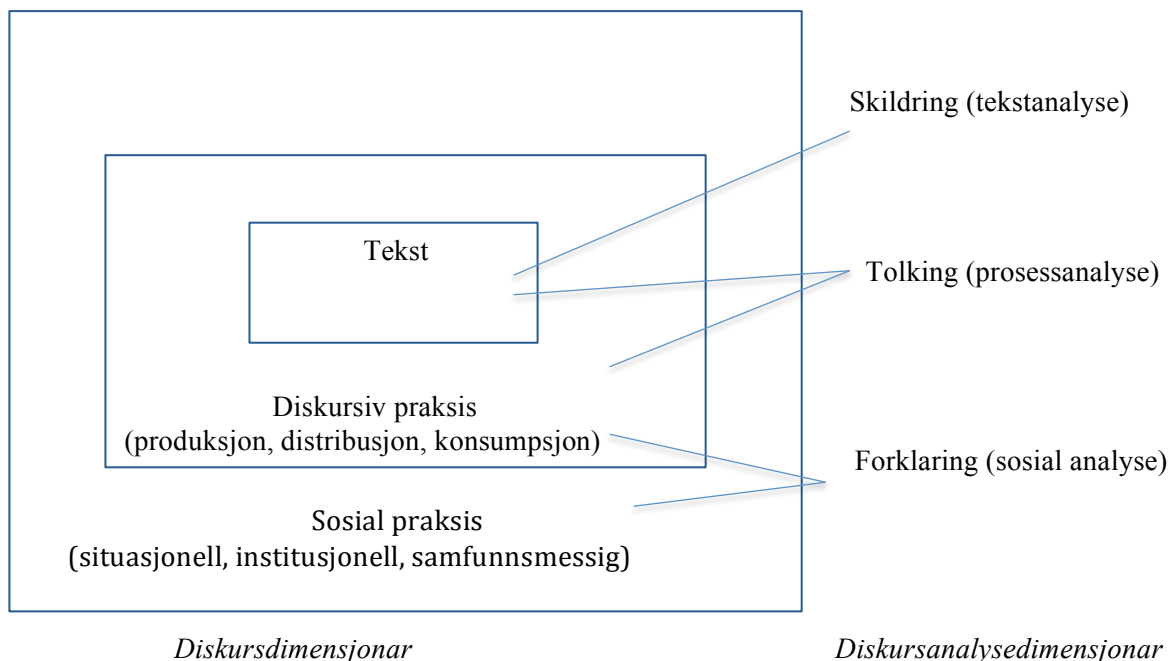 Skildring (tekstanalyse)
Tekst
Tolking (prosessanalyse)
Diskursiv praksis
(produksjon, distribusjon, konsumpsjon)
Forklaring (sosial analyse)
Sosial praksis
(situasjonell, institusjonell, samfunnsmessig)
Diskursdimensjonar
Diskursanalysedimensjonar